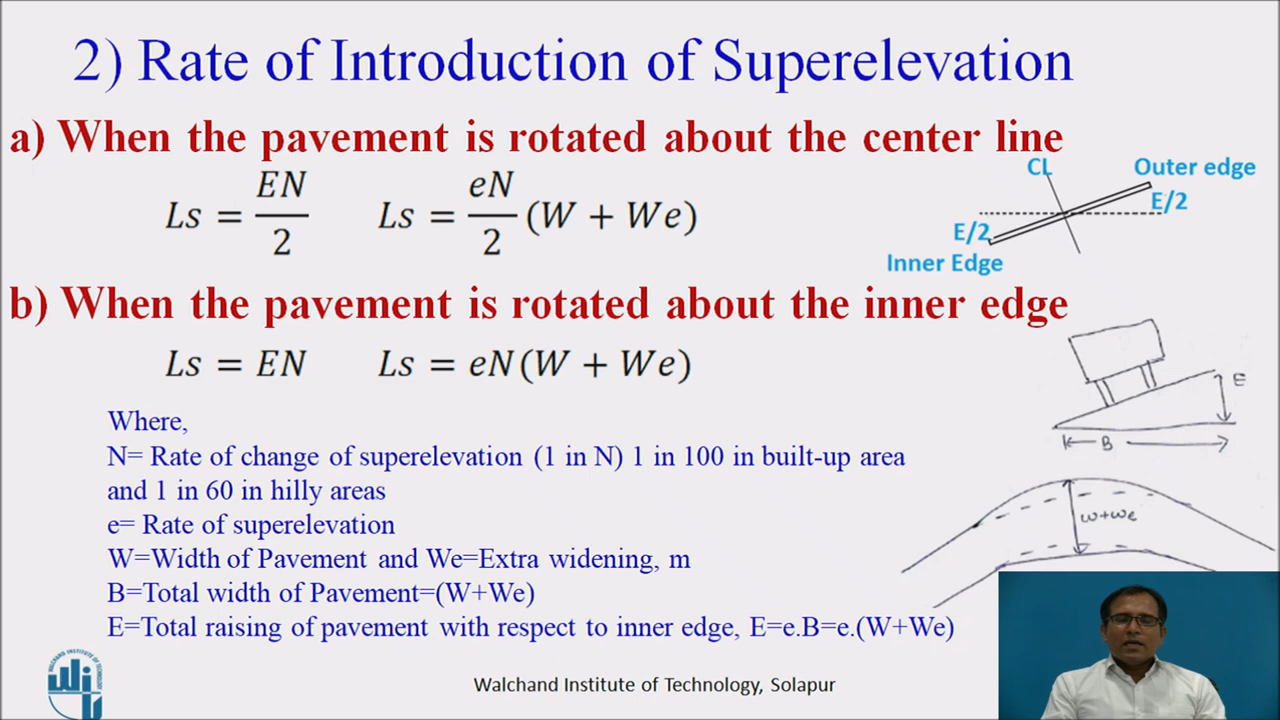 2) Rate of Introduction of Superelevation
a) When the pavement is rotated about the center line
Ls = EN/2 Ls = eN/2 (W + We)
CL
Outer edge
E/2
E/2
Inner Edge
b) When the pavement is rotated about the inner edge
Ls = EN Ls = eN(W + We)
E
B
W+We
Where,
N= Rate of change of superelevation (1 in N) 1 in 100 in built-up area
and 1 in 60 in hilly areas
e= Rate of superelevation
W=Width of Pavement and We=Extra widening, m
B=Total width of Pavement=(W+We)
E=Total raising of pavement with respect to inner edge, E=e.B=e.(W+We)
Walchand Institute of Technology, Solapur